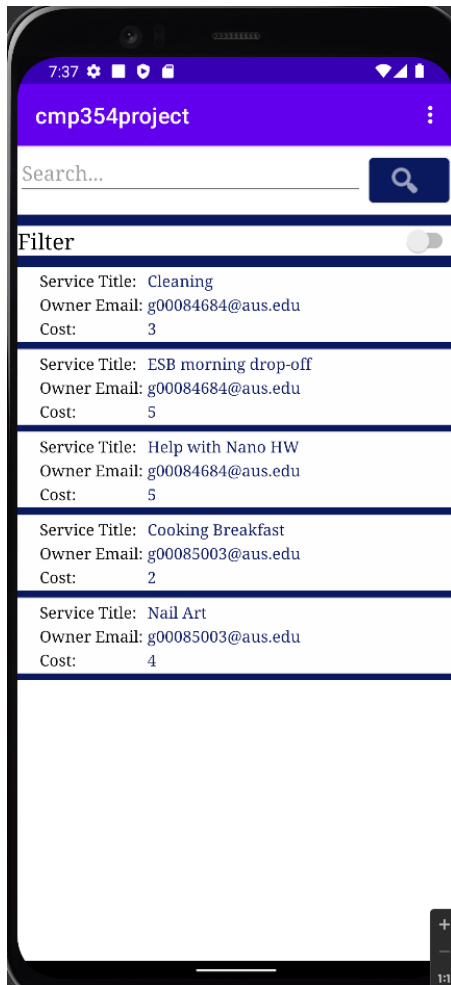 7:37
cmp354project
Search...
Filter
Service Title: Cleaning
Owner Email: g00084684@aus.edu
Cost: 3
Service Title: ESB morning drop-off
Owner Email: g00084684@aus.edu
Cost: 5
Service Title: Help with Nano HW
Owner Email: g00084684@aus.edu
Cost: 5
Service Title: Cooking Breakfast
Owner Email: g00085003@aus.edu
Cost: 2
Service Title: Nail Art
Owner Email: g00085003@aus.edu
Cost: 4
1:1